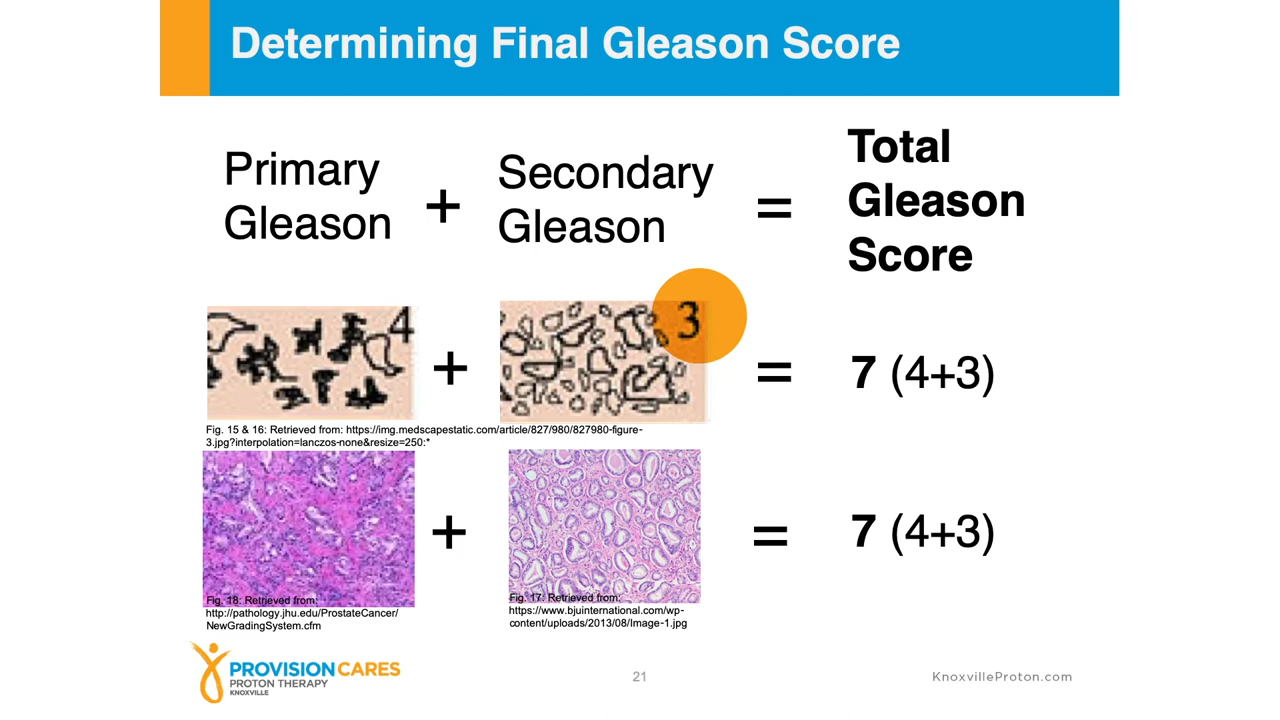 Determining Final Gleason Score
Primary
Gleason
+
Secondary
Gleason
=
Total
Gleason
Score
4
+
3
=
7 (4+3)
Fig. 15 & 16: Retrieved from: https://img.medscapestatic.com/article/827/980/827980-figure-
3.jpg?interpolation=lanczos-none&resize=250:*
+
=
7 (4+3)
Fig. 18: Retrieved from:
http://pathology.jhu.edu/ProstateCancer/
NewGradingSystem.cfm
Fig. 17: Retrieved from:
https://www.bjuinternational.com/wp-
content/uploads/2013/08/Image-1.jpg
PROVISION CARES
PROTON THERAPY
KNOXVILLE
21
KnoxvilleProton.com